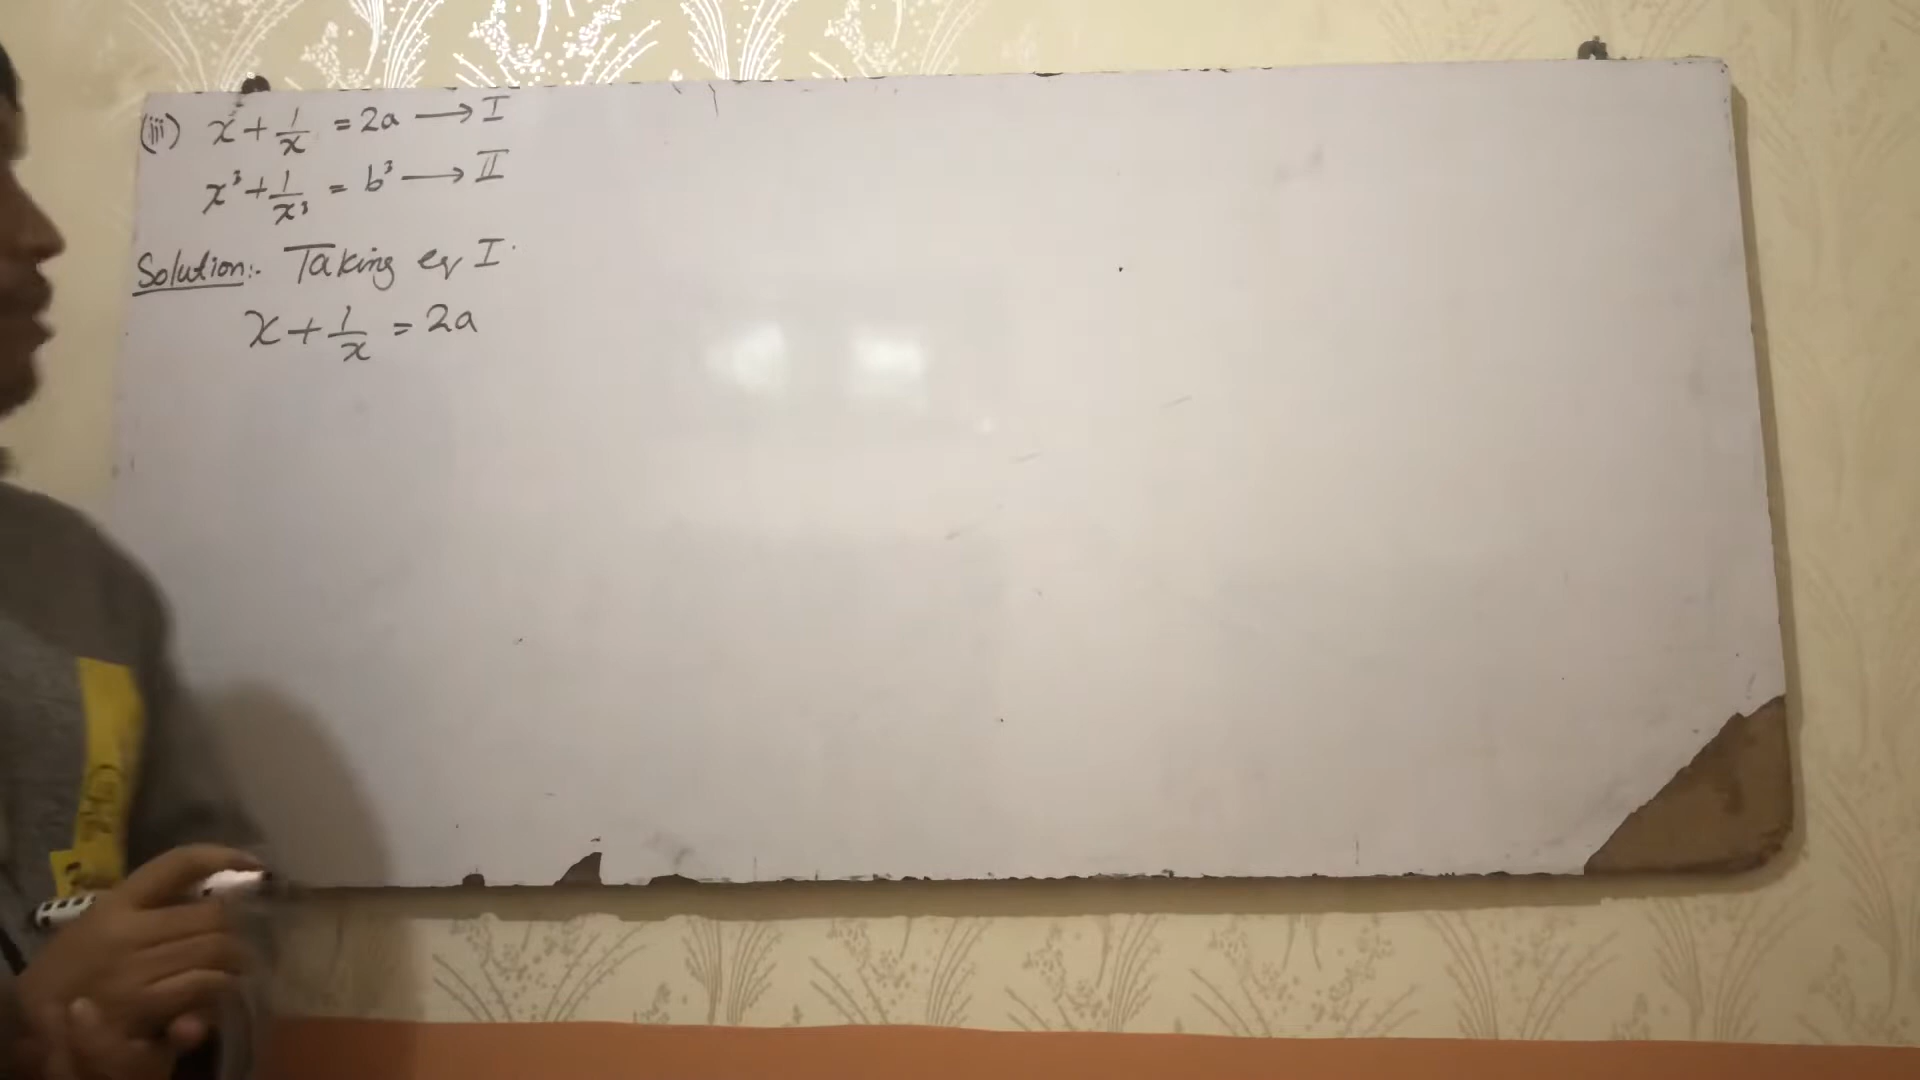 (iii) x + 1/x = 2a → I
x³ + 1/x³ = b³ → II
Solution:- Taking eq I
x + 1/x = 2a